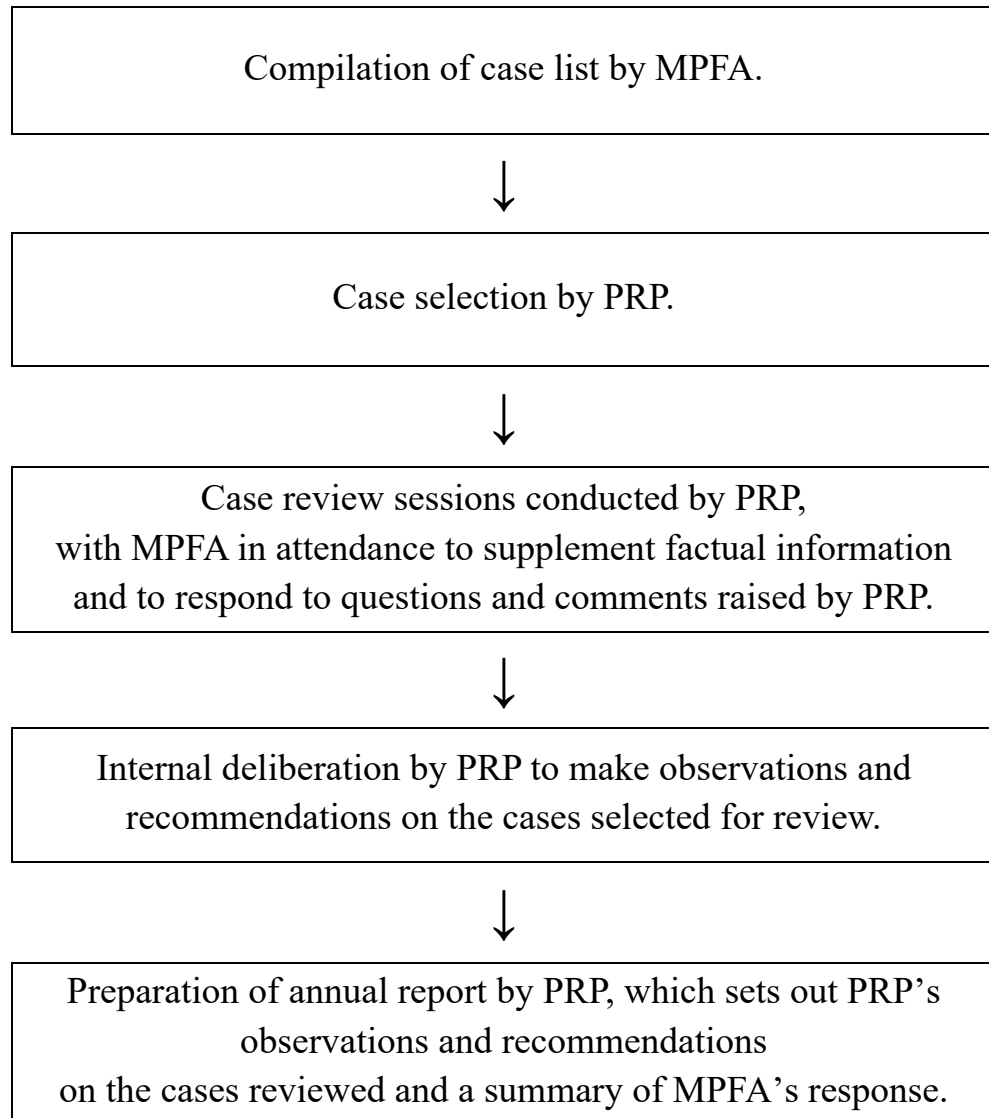 Compilation of case list by MPFA.
↓
Case selection by PRP.
↓
Case review sessions conducted by PRP,
with MPFA in attendance to supplement factual information
and to respond to questions and comments raised by PRP.
↓
Internal deliberation by PRP to make observations and
recommendations on the cases selected for review.
↓
Preparation of annual report by PRP, which sets out PRP’s
observations and recommendations
on the cases reviewed and a summary of MPFA’s response.